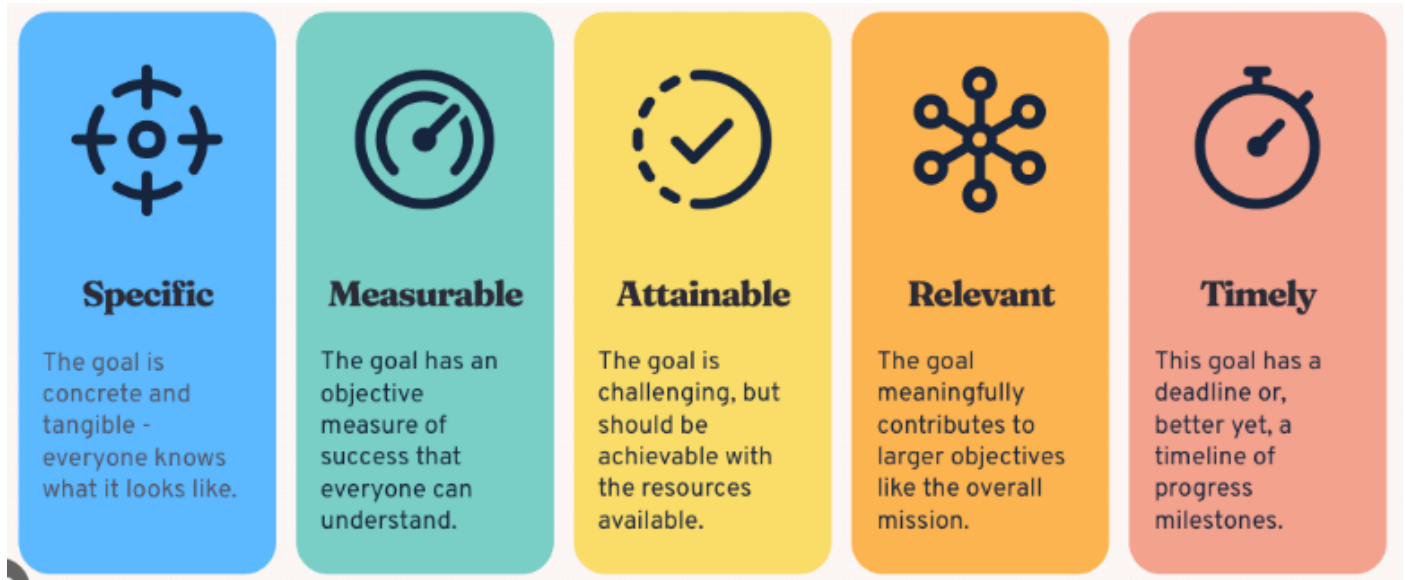 Specific
The goal is
concrete and
tangible -
everyone knows
what it looks like.
Measurable
The goal has an
objective
measure of
success that
everyone can
understand.
Attainable
The goal is
challenging, but
should be
achievable with
the resources
available.
Relevant
The goal
meaningfully
contributes to
larger objectives
like the overall
mission.
Timely
This goal has a
deadline or,
better yet, a
timeline of
progress
milestones.